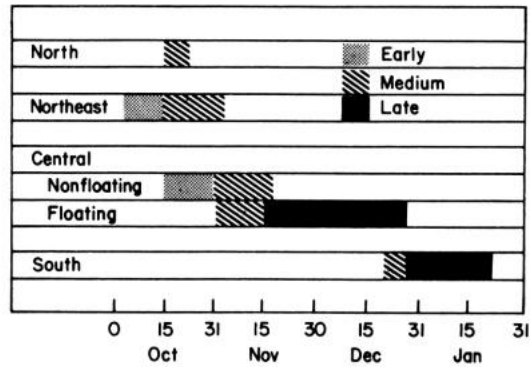 North
Early
Medium
Northeast
Late
Central
Nonfloating
Floating
South
0 15 31 15 30 15 31 15 31
Oct Nov Dec Jan